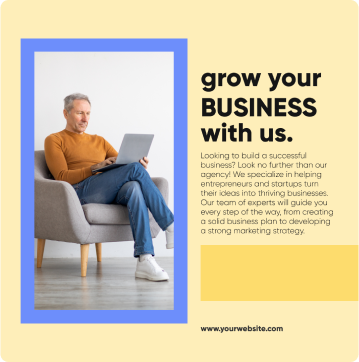 grow your
BUSINESS
with us.
Looking to build a successful
business? Look no further than our
agency! We specialize in helping
entrepreneurs and startups turn
their ideas into thriving businesses.
Our team of experts will guide you
every step of the way, from creating
a solid business plan to developing
a strong marketing strategy.
www.yourwebsite.com